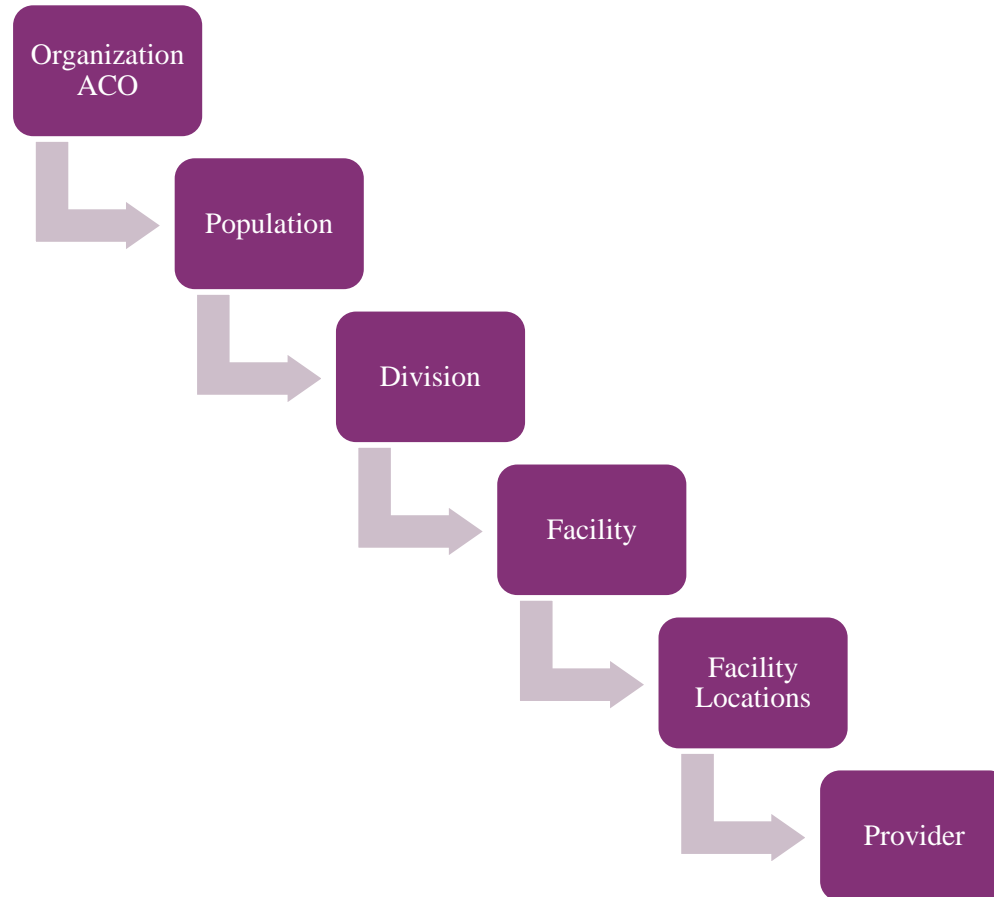 Organization
ACO
Population
Division
Facility
Facility
Locations
Provider